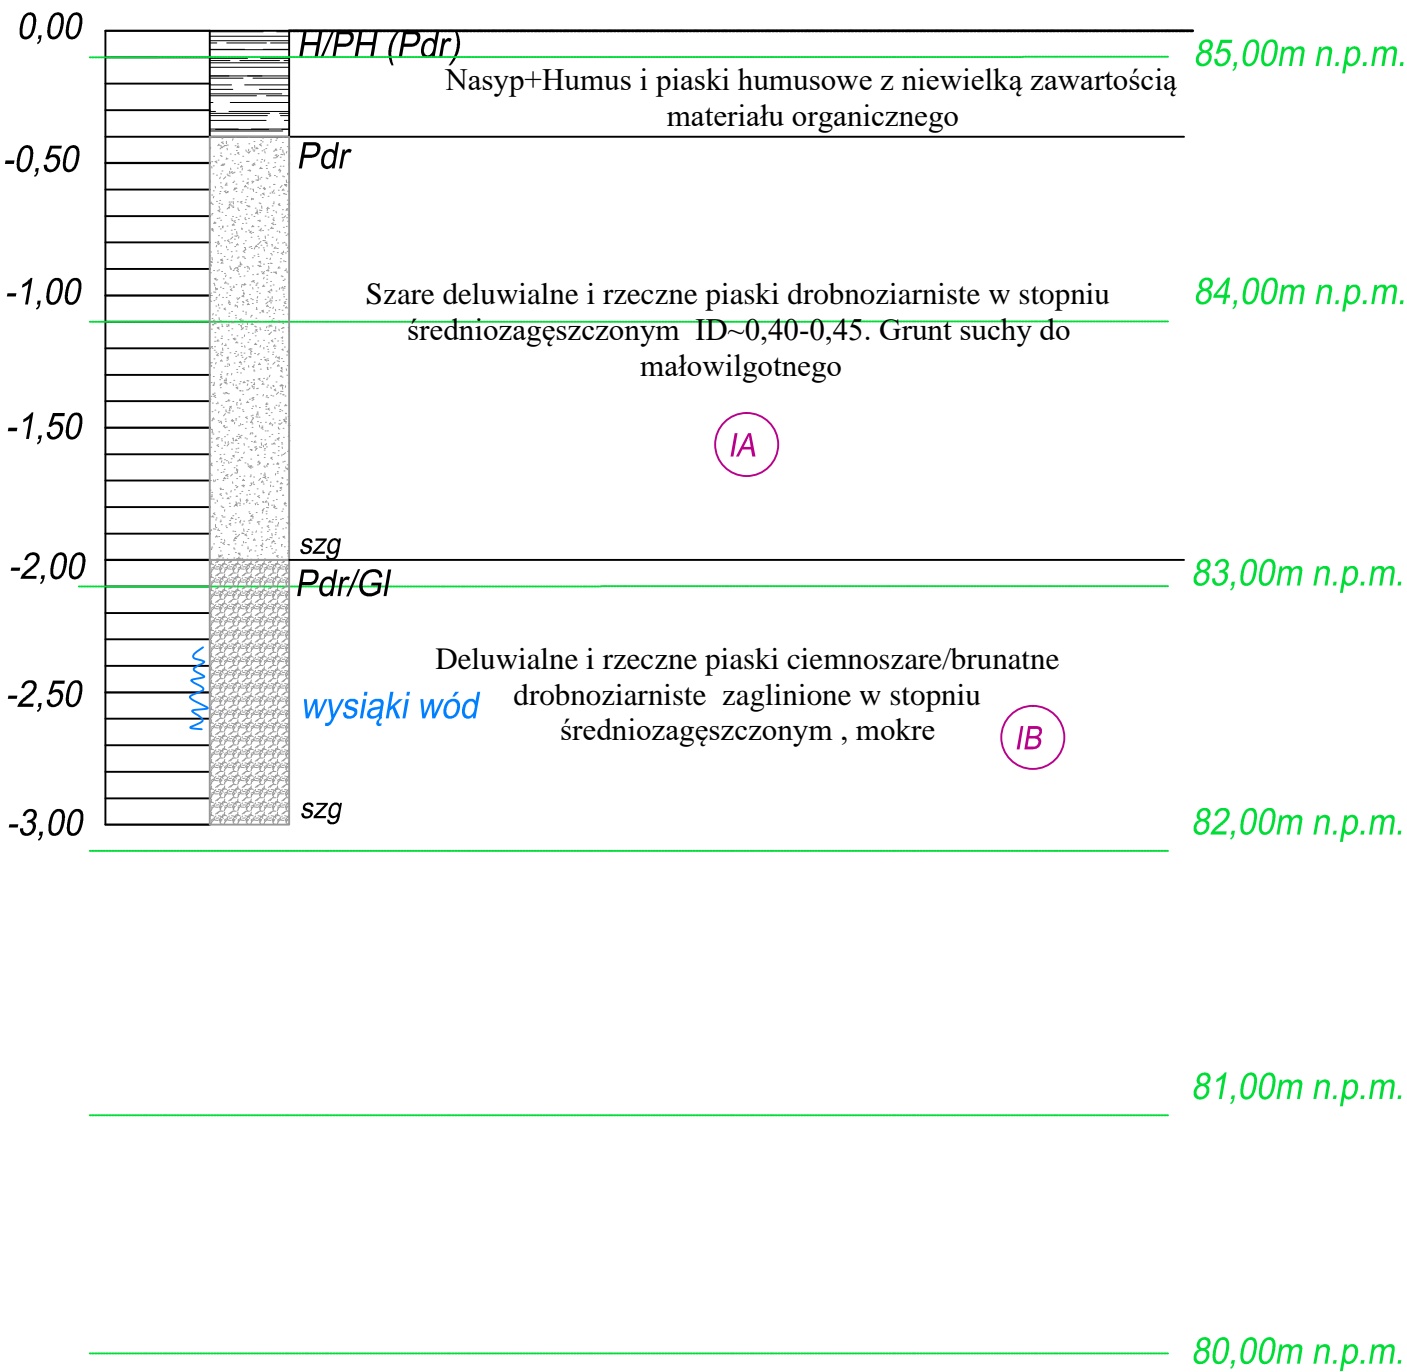 0,00
H/PH (Pdr)
85,00m n.p.m.
Nasyp+Humus i piaski humusowe z niewielką zawartością
materiału organicznego
-0,50
Pdr
-1,00
84,00m n.p.m.
Szare deluwialne i rzeczne piaski drobnoziarniste w stopniu
średniozagęszczonym ID~0,40-0,45. Grunt suchy do
małowilgotnego
-1,50
IA
szg
-2,00
Pdr/Gl
83,00m n.p.m.
Deluwialne i rzeczne piaski ciemnoszare/brunatne
drobnoziarniste zaglinione w stopniu
średniozagęszczonym , mokre
-2,50
wysiąki wód
IB
szg
-3,00
82,00m n.p.m.
81,00m n.p.m.
80,00m n.p.m.